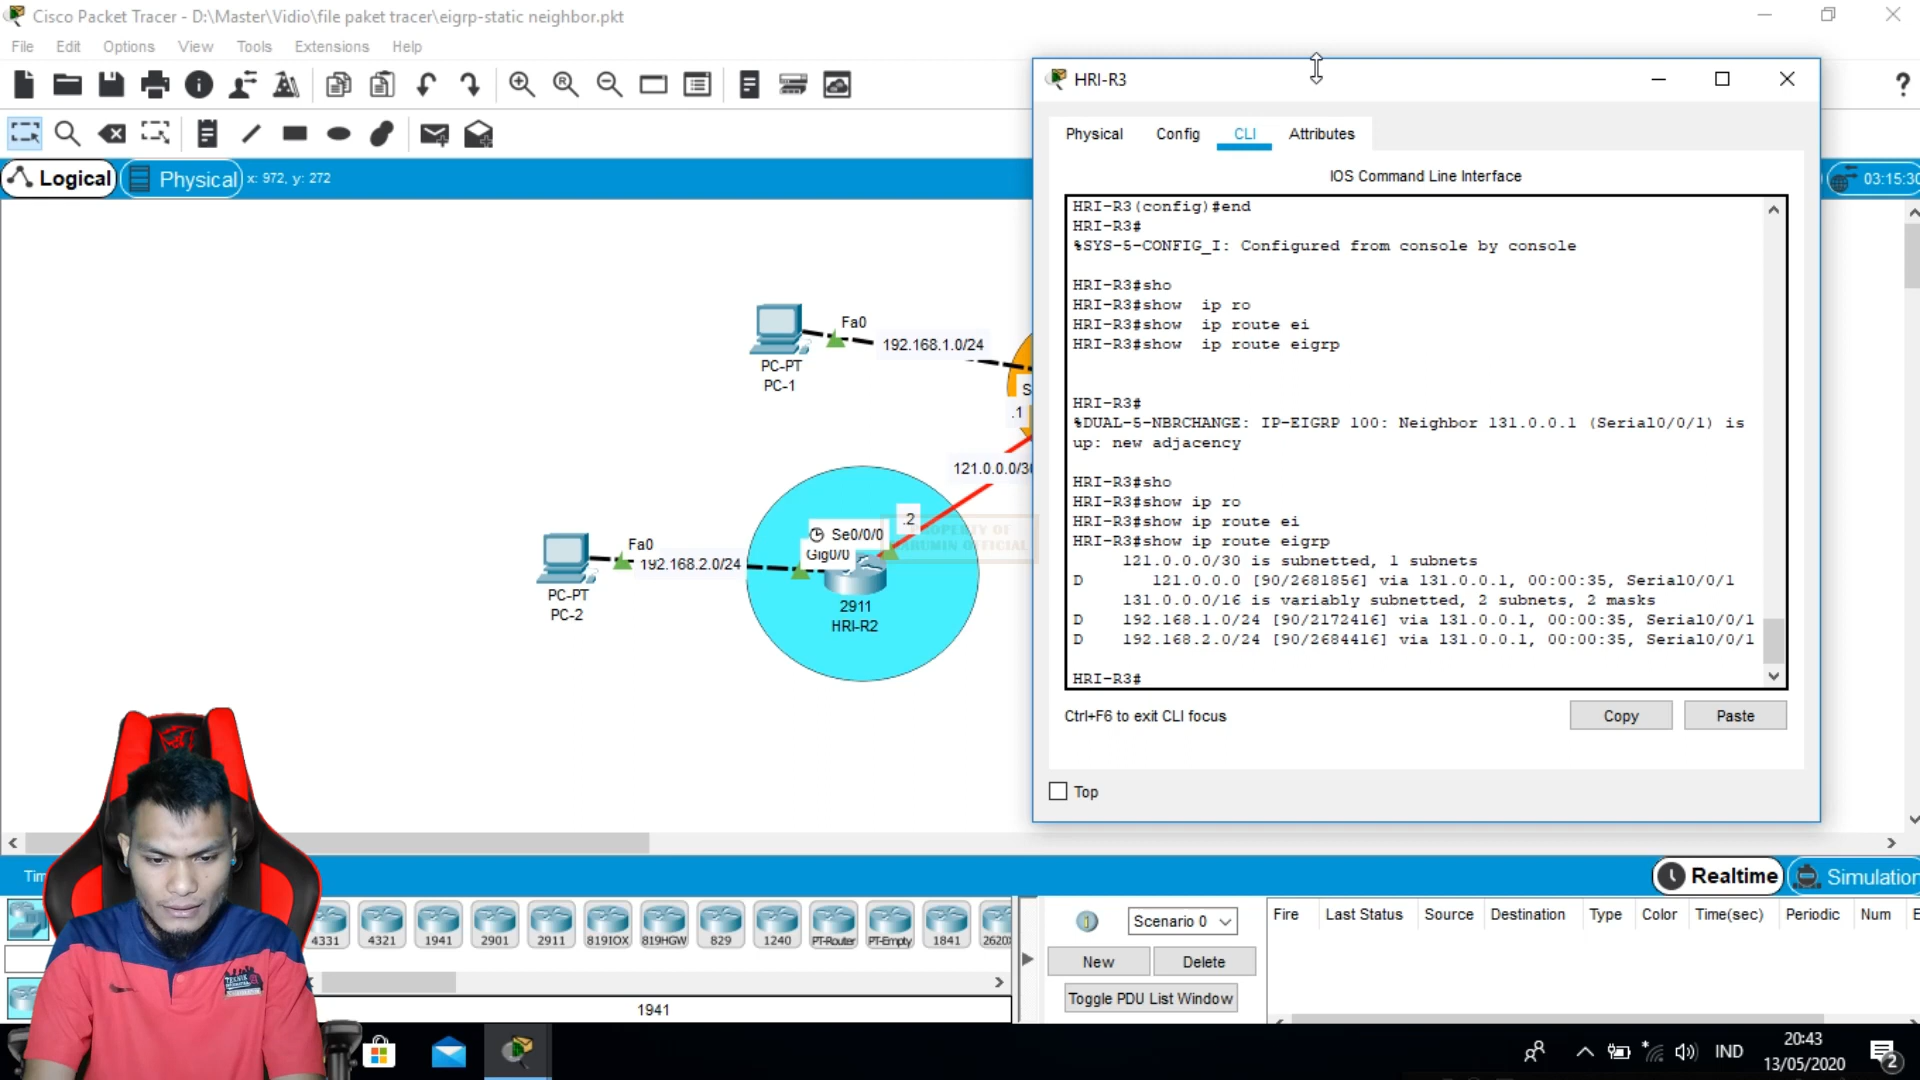 Cisco Packet Tracer - D:\Master\Vidio\file paket tracer\eigrp-static neighbor.pkt
File Edit Options View Tools Extensions Help
?
Logical
Physical
x: 972, y: 272
03:15:30
HRI-R3
Physical Config CLI Attributes
IOS Command Line Interface
HRI-R3(config)#end
HRI-R3#
%SYS-5-CONFIG_I: Configured from console by console
HRI-R3#sho
HRI-R3#show  ip ro
HRI-R3#show  ip route ei
HRI-R3#show  ip route eigrp
HRI-R3#
%DUAL-5-NBRCHANGE: IP-EIGRP 100: Neighbor 131.0.0.1 (Serial0/0/1) is
up: new adjacency
HRI-R3#sho
HRI-R3#show ip ro
HRI-R3#show ip route ei
HRI-R3#show ip route eigrp
121.0.0.0/30 is subnetted, 1 subnets
D 121.0.0.0 [90/2681856] via 131.0.0.1, 00:00:35, Serial0/0/1
131.0.0.0/16 is variably subnetted, 2 subnets, 2 masks
D 192.168.1.0/24 [90/2172416] via 131.0.0.1, 00:00:35, Serial0/0/1
D 192.168.2.0/24 [90/2684416] via 131.0.0.1, 00:00:35, Serial0/0/1
HRI-R3#
Ctrl+F6 to exit CLI focus
Copy
Paste
Top
Fa0
192.168.1.0/24
PC-PT
PC-1
S
.1
121.0.0.0/30
.2
Se0/0/0
Gig0/0
Fa0
192.168.2.0/24
PC-PT
PC-2
2911
HRI-R2
PROPERTY OF
OFFICIAL
Tim
Realtime
Simulation
4331 4321 1941 2901 2911 819IOX 819HGW 829 1240 PT-Router PT-Empty 1841 2620X
1941
Scenario 0
New
Delete
Toggle PDU List Window
Fire Last Status Source Destination Type Color Time(sec) Periodic Num E
IND
20:43
13/05/2020
2